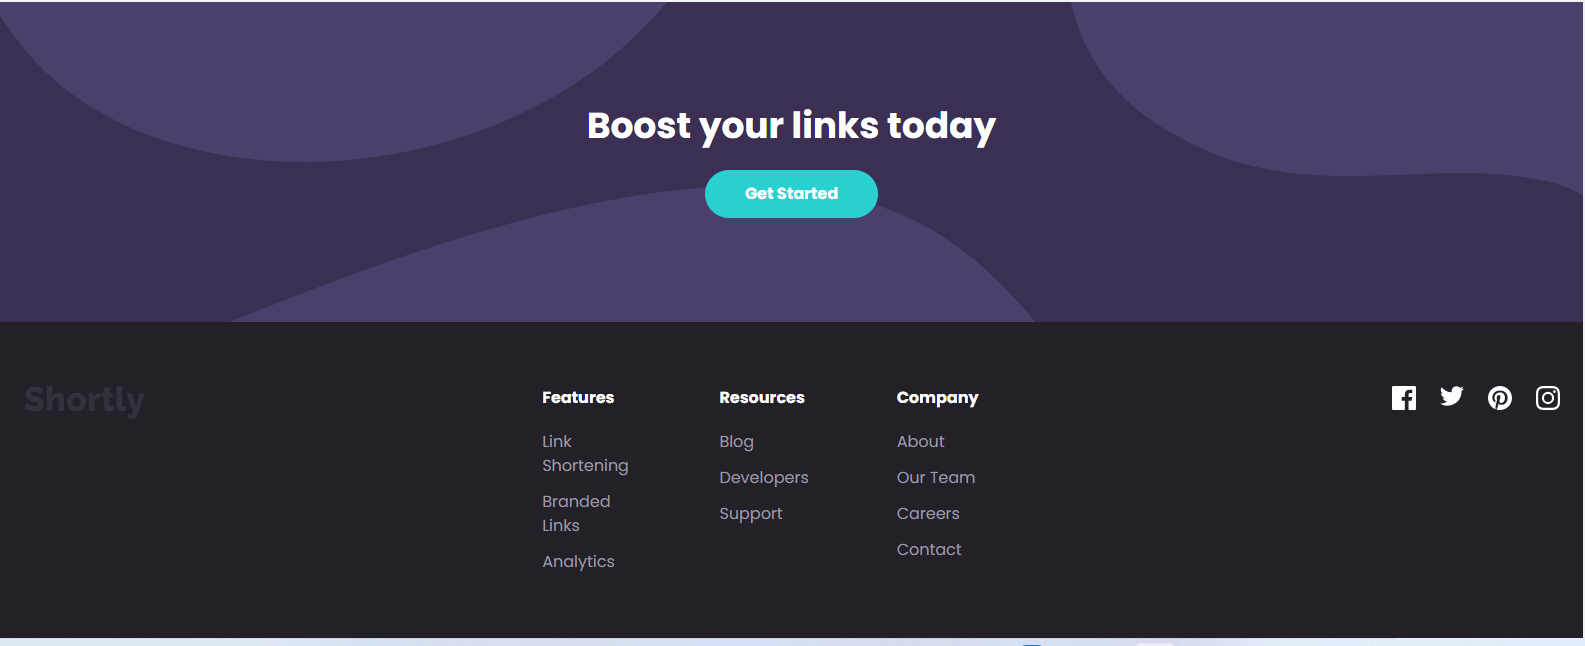 Boost your links today
Get Started
Shortly
Features
Link
Shortening
Branded
Links
Analytics
Resources
Blog
Developers
Support
Company
About
Our Team
Careers
Contact